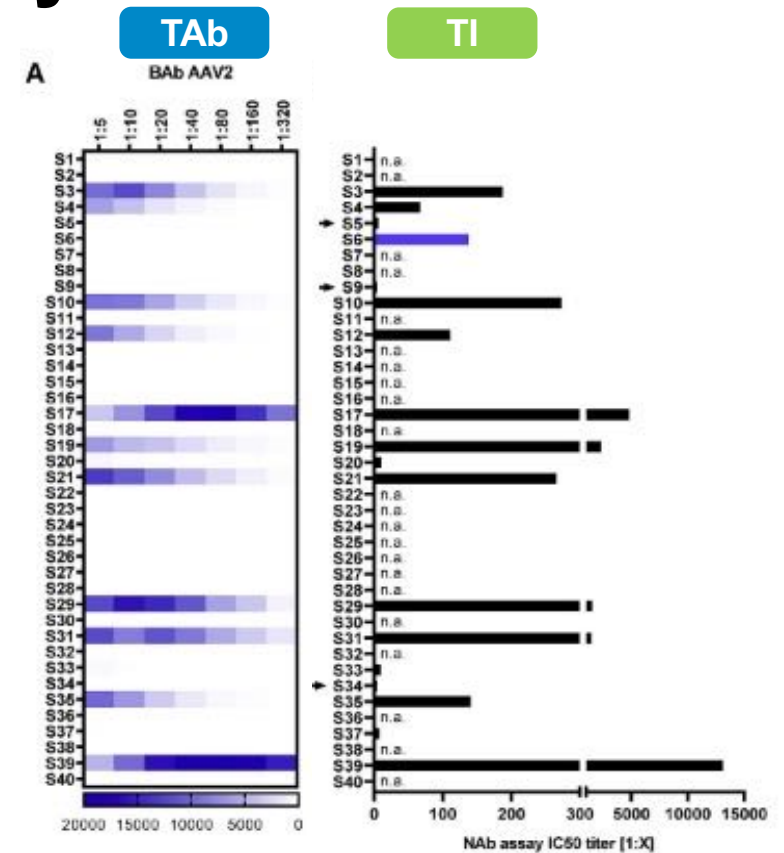 TAb
TI
A
BAb AAV2
1:5
1:10
1:20
1:40
1:80
1:160
1:320
S1
S2
S3
S4
S5
S6
S7
S8
S9
S10
S11
S12
S13
S14
S15
S16
S17
S18
S19
S20
S21
S22
S23
S24
S25
S26
S27
S28
S29
S30
S31
S32
S33
S34
S35
S36
S37
S38
S39
S40
20000 15000 10000 5000 0
S1 n.a.
S2 n.a.
S3
S4
S5
S6
S7 n.a.
S8 n.a.
S9
S10
S11 n.a.
S12
S13 n.a.
S14 n.a.
S15 n.a.
S16 n.a.
S17
S18 n.a.
S19
S20
S21
S22 n.a.
S23 n.a.
S24 n.a.
S25 n.a.
S26 n.a.
S27 n.a.
S28 n.a.
S29
S30 n.a.
S31
S32 n.a.
S33
S34
S35
S36 n.a.
S37
S38 n.a.
S39
S40 n.a.
0 100 200 300 5000 10000 15000
NAb assay IC50 titer [1:X]